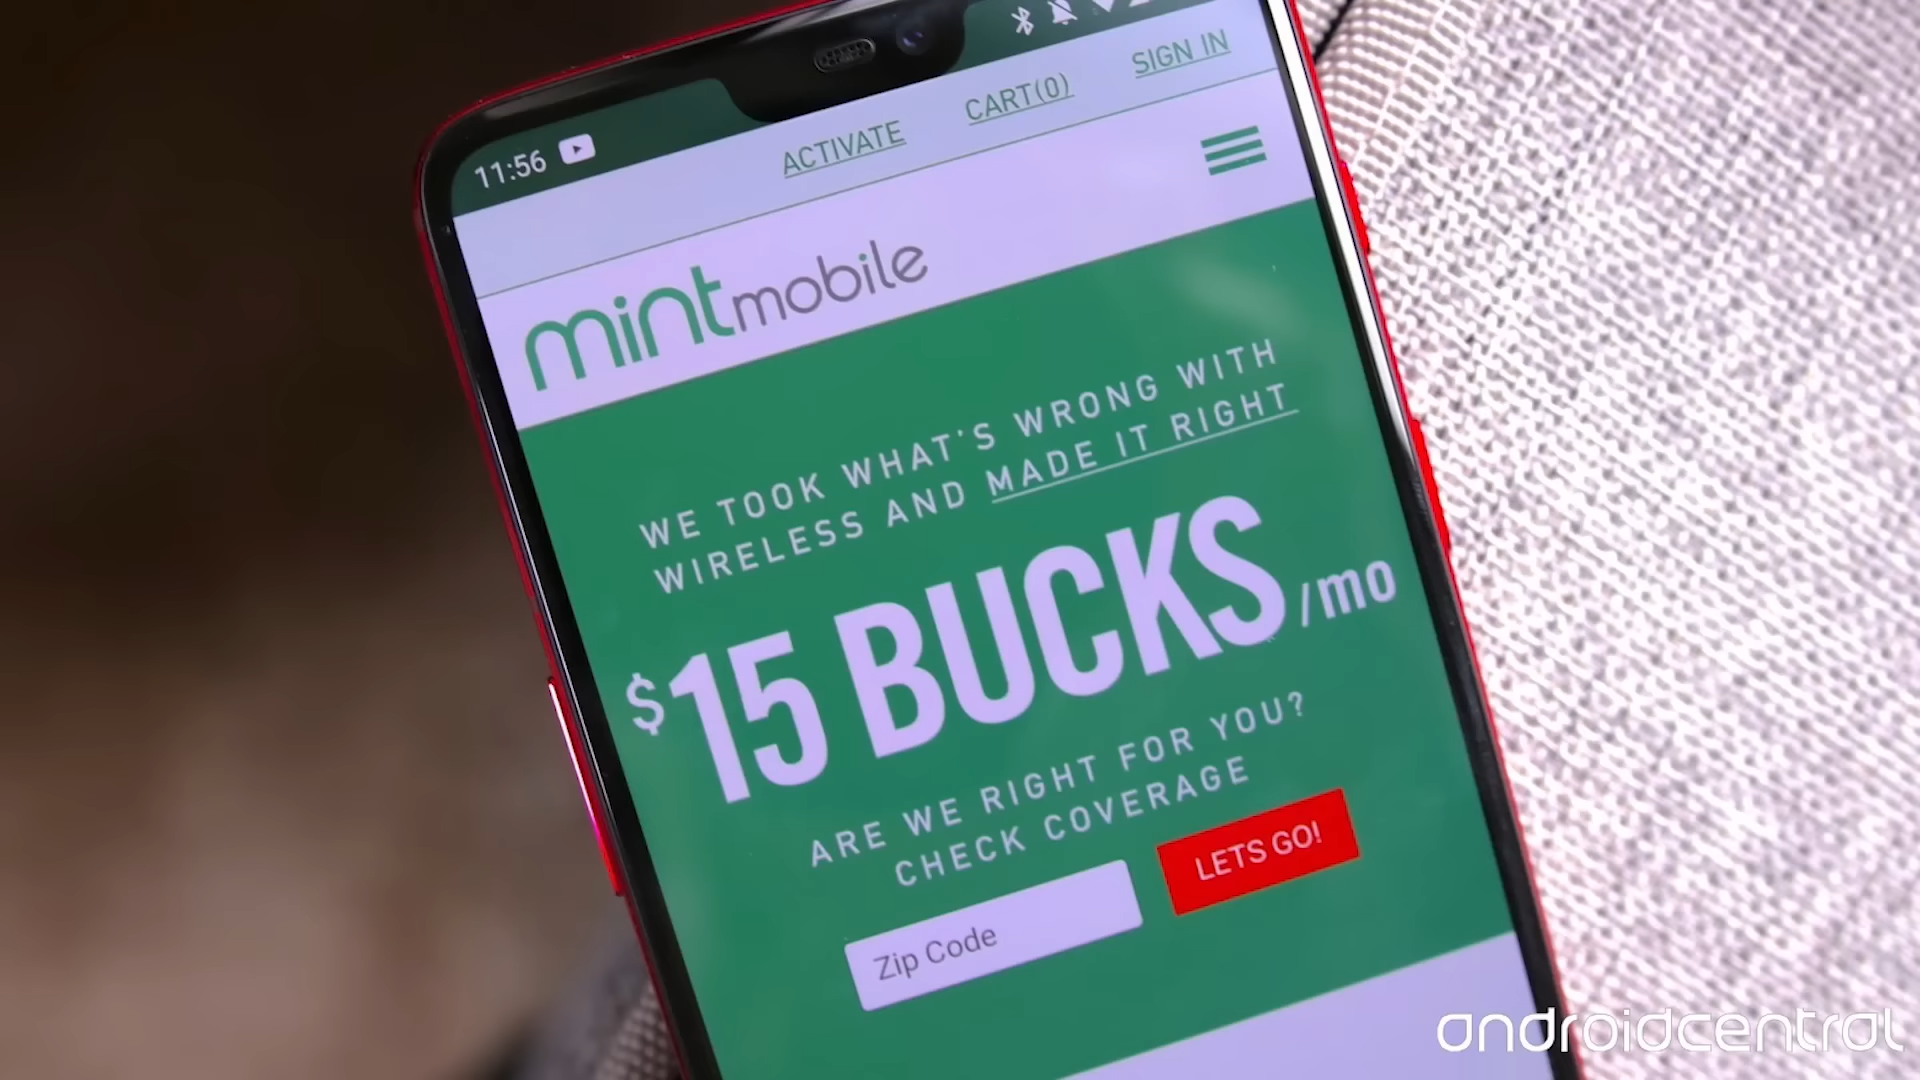 11:56
ACTIVATE CART(0) SIGN IN
mintmobile
WE TOOK WHAT'S WRONG WITH
WIRELESS AND MADE IT RIGHT
$15 BUCKS/mo
ARE WE RIGHT FOR YOU?
CHECK COVERAGE
Zip Code LETS GO!
androidcentral